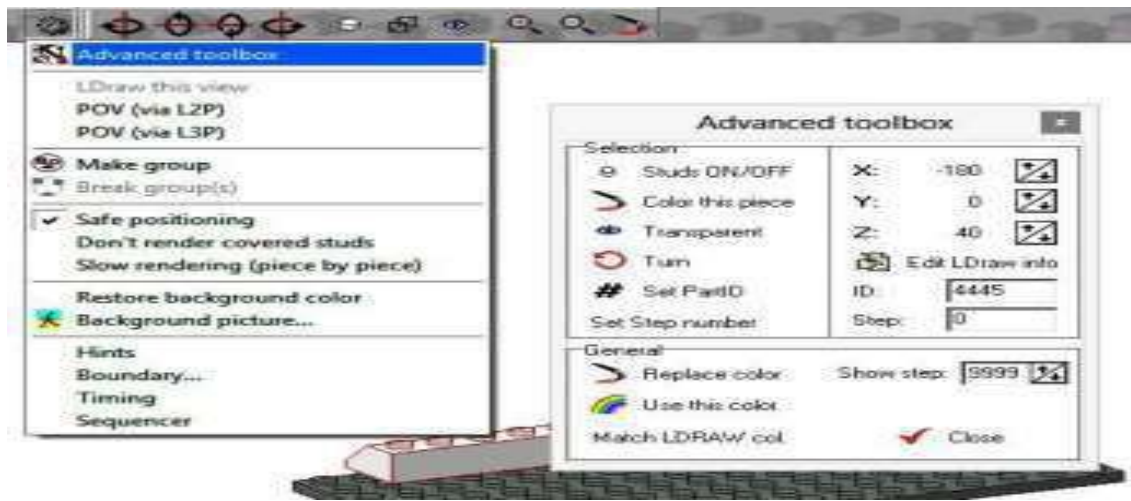 Advanced toolbox
LDraw this view
POV (via L2P)
POV (via L3P)
Make group
Break group(s)
Safe positioning
Don't render covered studs
Slow rendering (piece by piece)
Restore background color
Background picture...
Hints
Boundary...
Timing
Sequencer
Advanced toolbox
Selection
Studs ON/OFF
Color this piece
Transparent
Turn
# Set PartID
Set Step number
X: -180
Y: 0
Z: 40
Edit LDraw info
ID: 4445
Step: 0
General
Replace color
Show step: 9999
Use this color
Match LDRAW col.
Close